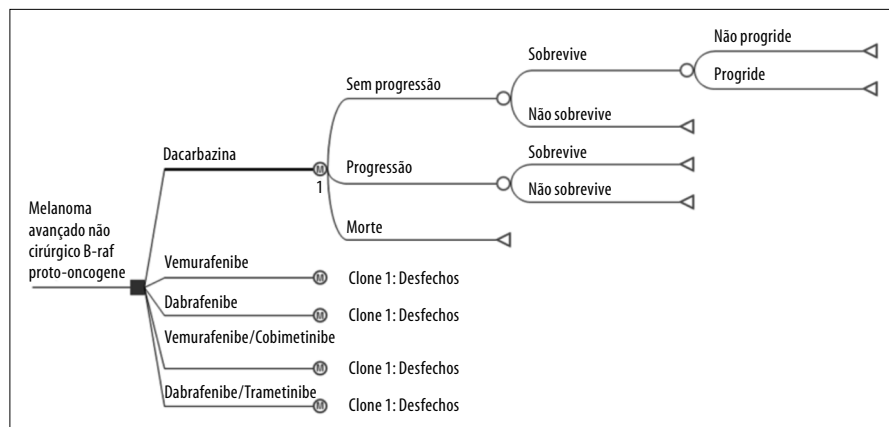 Não progride
Sobrevive
Progride
Sem progressão
Não sobrevive
Dacarbazina
Sobrevive
M
Progressão
1
Não sobrevive
Melanoma
avançado não
cirúrgico B-raf
proto-oncogene
Morte
Vemurafenibe
M
Clone 1: Desfechos
Dabrafenibe
M
Clone 1: Desfechos
Vemurafenibe/Cobimetinibe
M
Clone 1: Desfechos
Dabrafenibe/Trametinibe
M
Clone 1: Desfechos